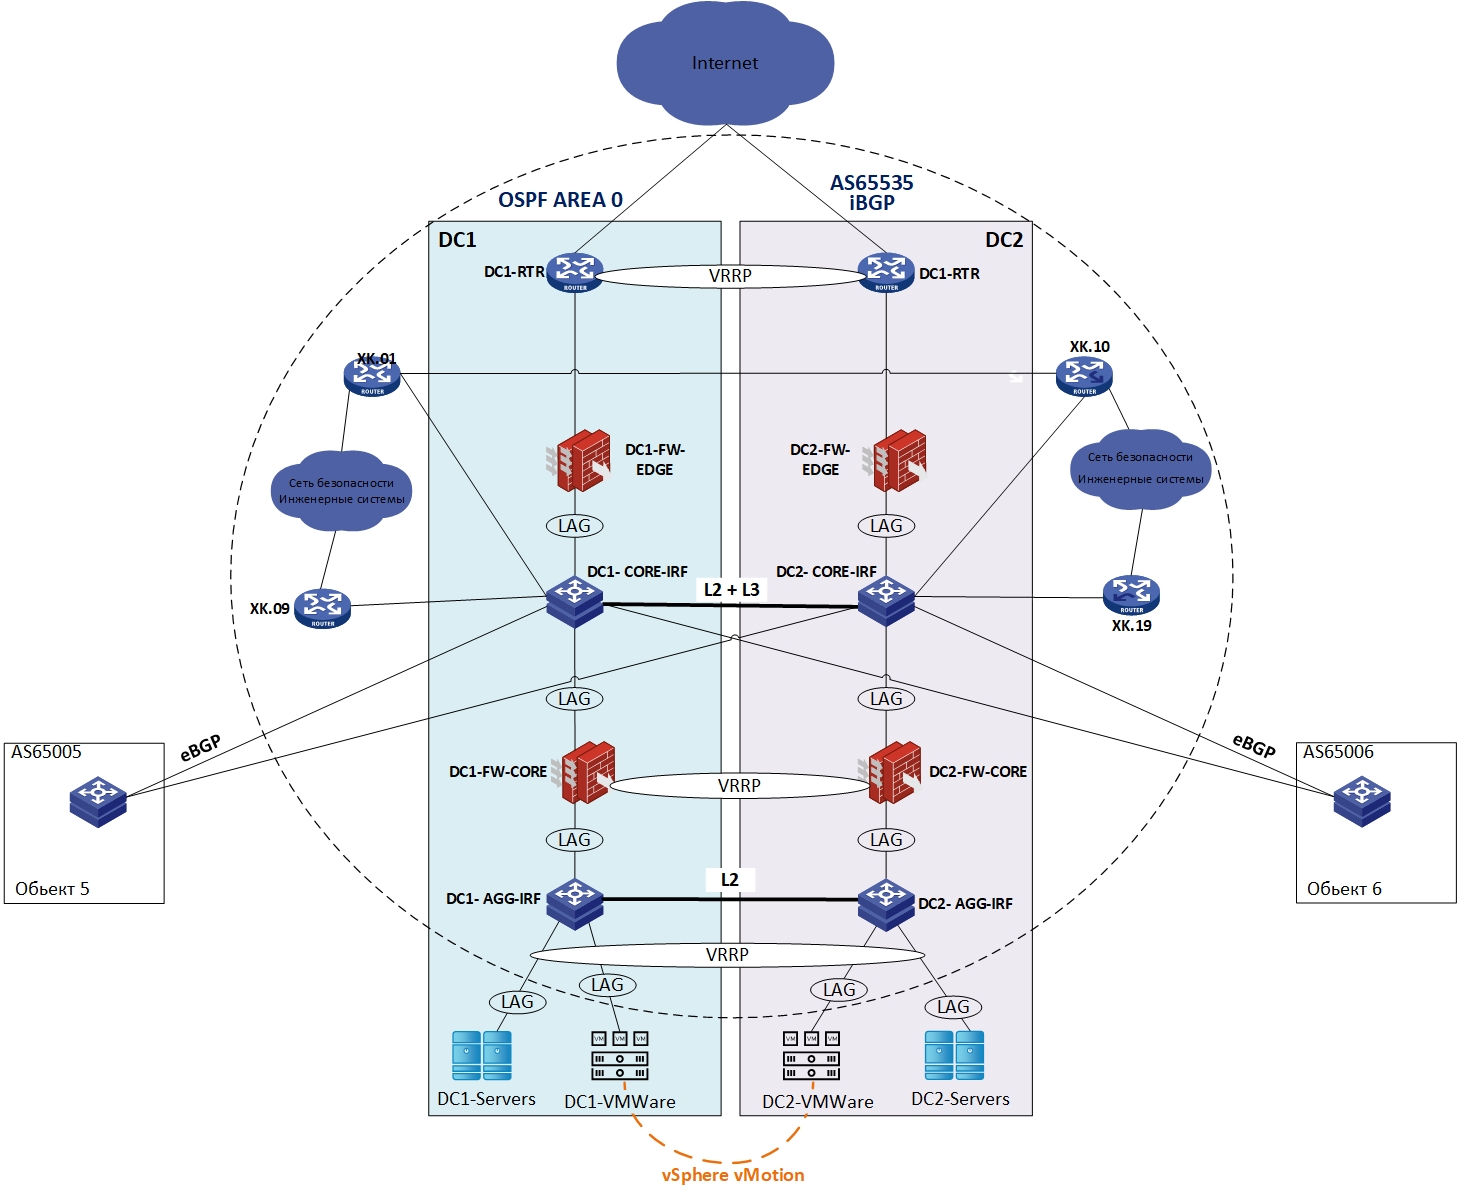 Internet
OSPF AREA 0
AS65535
iBGP
DC1
DC2
DC1-RTR
ROUTER
VRRP
ROUTER
DC1-RTR
XK.01
ROUTER
XK.10
ROUTER
DC1-FW-
EDGE
DC2-FW-
EDGE
Сеть безопасности
Инженерные системы
Сеть безопасности
Инженерные системы
LAG
LAG
DC1- CORE-IRF
L2 + L3
DC2- CORE-IRF
XK.09
ROUTER
ROUTER
XK.19
LAG
LAG
eBGP
eBGP
AS65005
Обьект 5
AS65006
Обьект 6
DC1-FW-CORE
VRRP
DC2-FW-CORE
LAG
LAG
DC1- AGG-IRF
L2
DC2- AGG-IRF
VRRP
LAG
LAG
LAG
LAG
VM VM VM
VM VM VM
DC1-Servers
DC1-VMWare
DC2-VMWare
DC2-Servers
vSphere vMotion